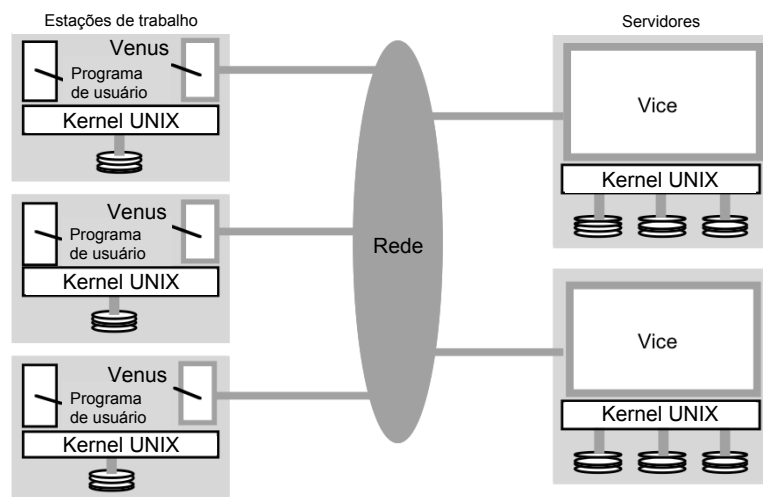 Estações de trabalho
Servidores
Venus
Programa
de usuário
Kernel UNIX
Venus
Programa
de usuário
Kernel UNIX
Venus
Programa
de usuário
Kernel UNIX
Rede
Vice
Kernel UNIX
Vice
Kernel UNIX